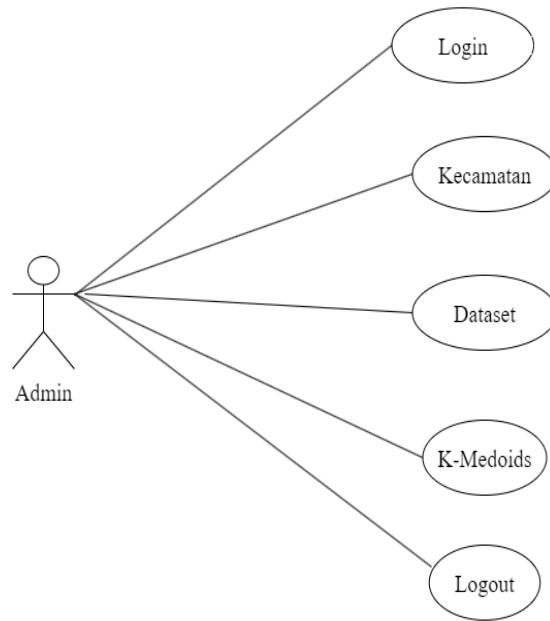 Login
Kecamatan
Dataset
Admin
K-Medoids
Logout